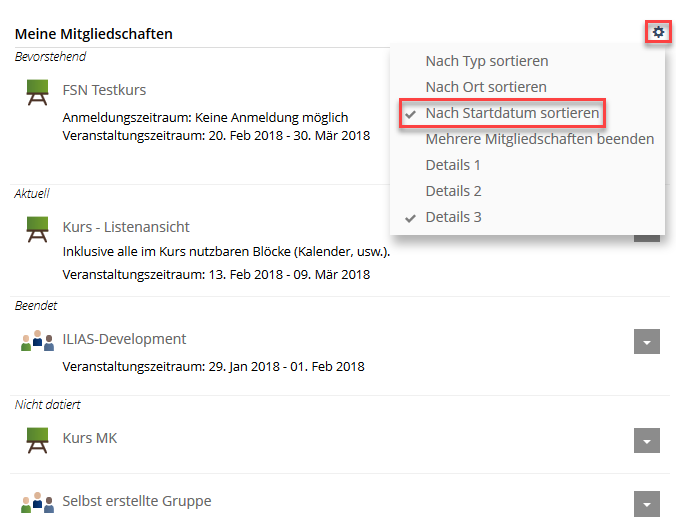 Meine Mitgliedschaften
Bevorstehend
FSN Testkurs
Anmeldungszeitraum: Keine Anmeldung möglich
Veranstaltungszeitraum: 20. Feb 2018 - 30. Mär 2018
Nach Typ sortieren
Nach Ort sortieren
Nach Startdatum sortieren
Mehrere Mitgliedschaften beenden
Details 1
Details 2
Details 3
Aktuell
Kurs - Listenansicht
Inklusive alle im Kurs nutzbaren Blöcke (Kalender, usw.).
Veranstaltungszeitraum: 13. Feb 2018 - 09. Mär 2018
Beendet
ILIAS-Development
Veranstaltungszeitraum: 29. Jan 2018 - 01. Feb 2018
Nicht datiert
Kurs MK
Selbst erstellte Gruppe